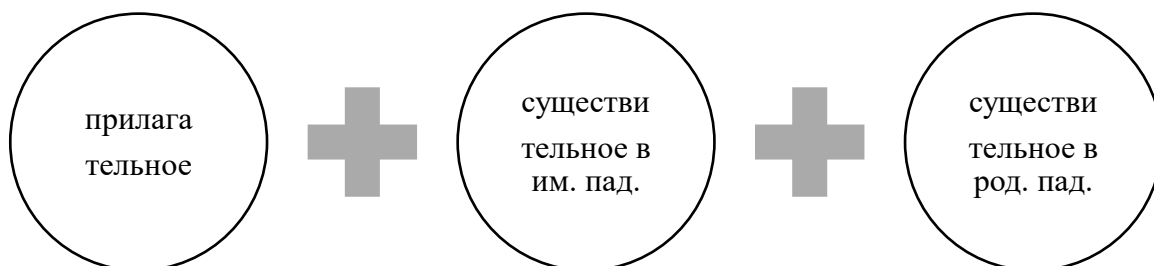 прилага
тельное
существи
тельное в
им. пад.
существи
тельное в
род. пад.